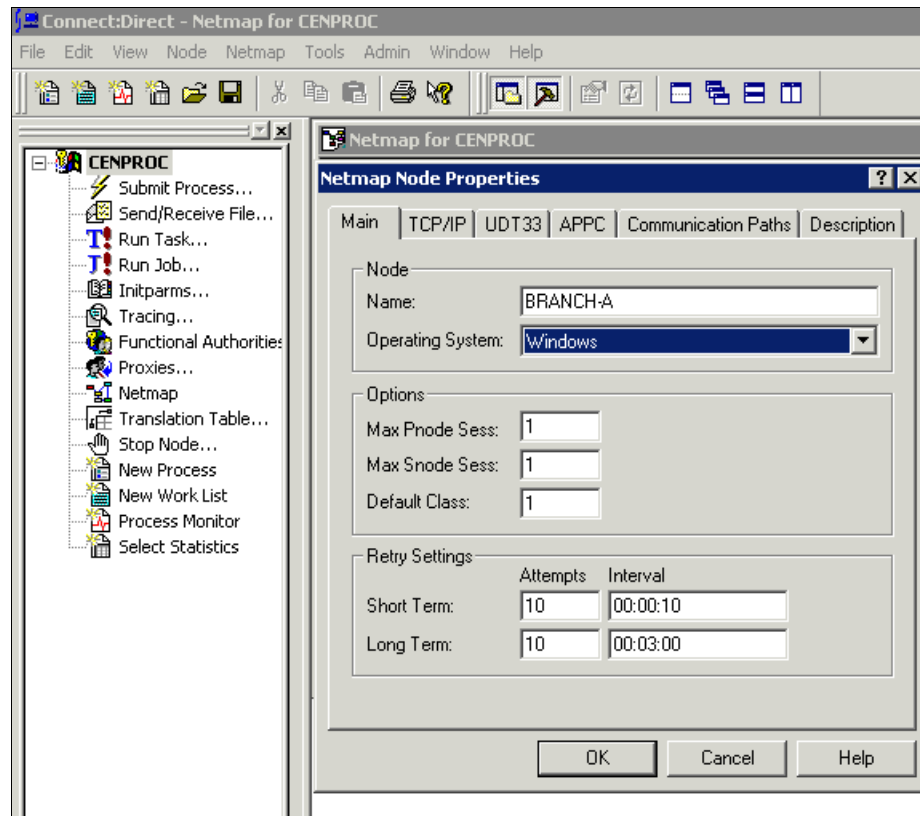 Connect:Direct - Netmap for CENPROC
File Edit View Node Netmap Tools Admin Window Help
CENPROC
Submit Process...
Send/Receive File...
Run Task...
Run Job...
Initparms...
Tracing...
Functional Authorities
Proxies...
Netmap
Translation Table...
Stop Node...
New Process
New Work List
Process Monitor
Select Statistics
Netmap for CENPROC
Netmap Node Properties
Main TCP/IP UDT33 APPC Communication Paths Description
Node
Name: BRANCH-A
Operating System: Windows
Options
Max Pnode Sess: 1
Max Snode Sess: 1
Default Class: 1
Retry Settings
Attempts Interval
Short Term: 10 00:00:10
Long Term: 10 00:03:00
OK Cancel Help